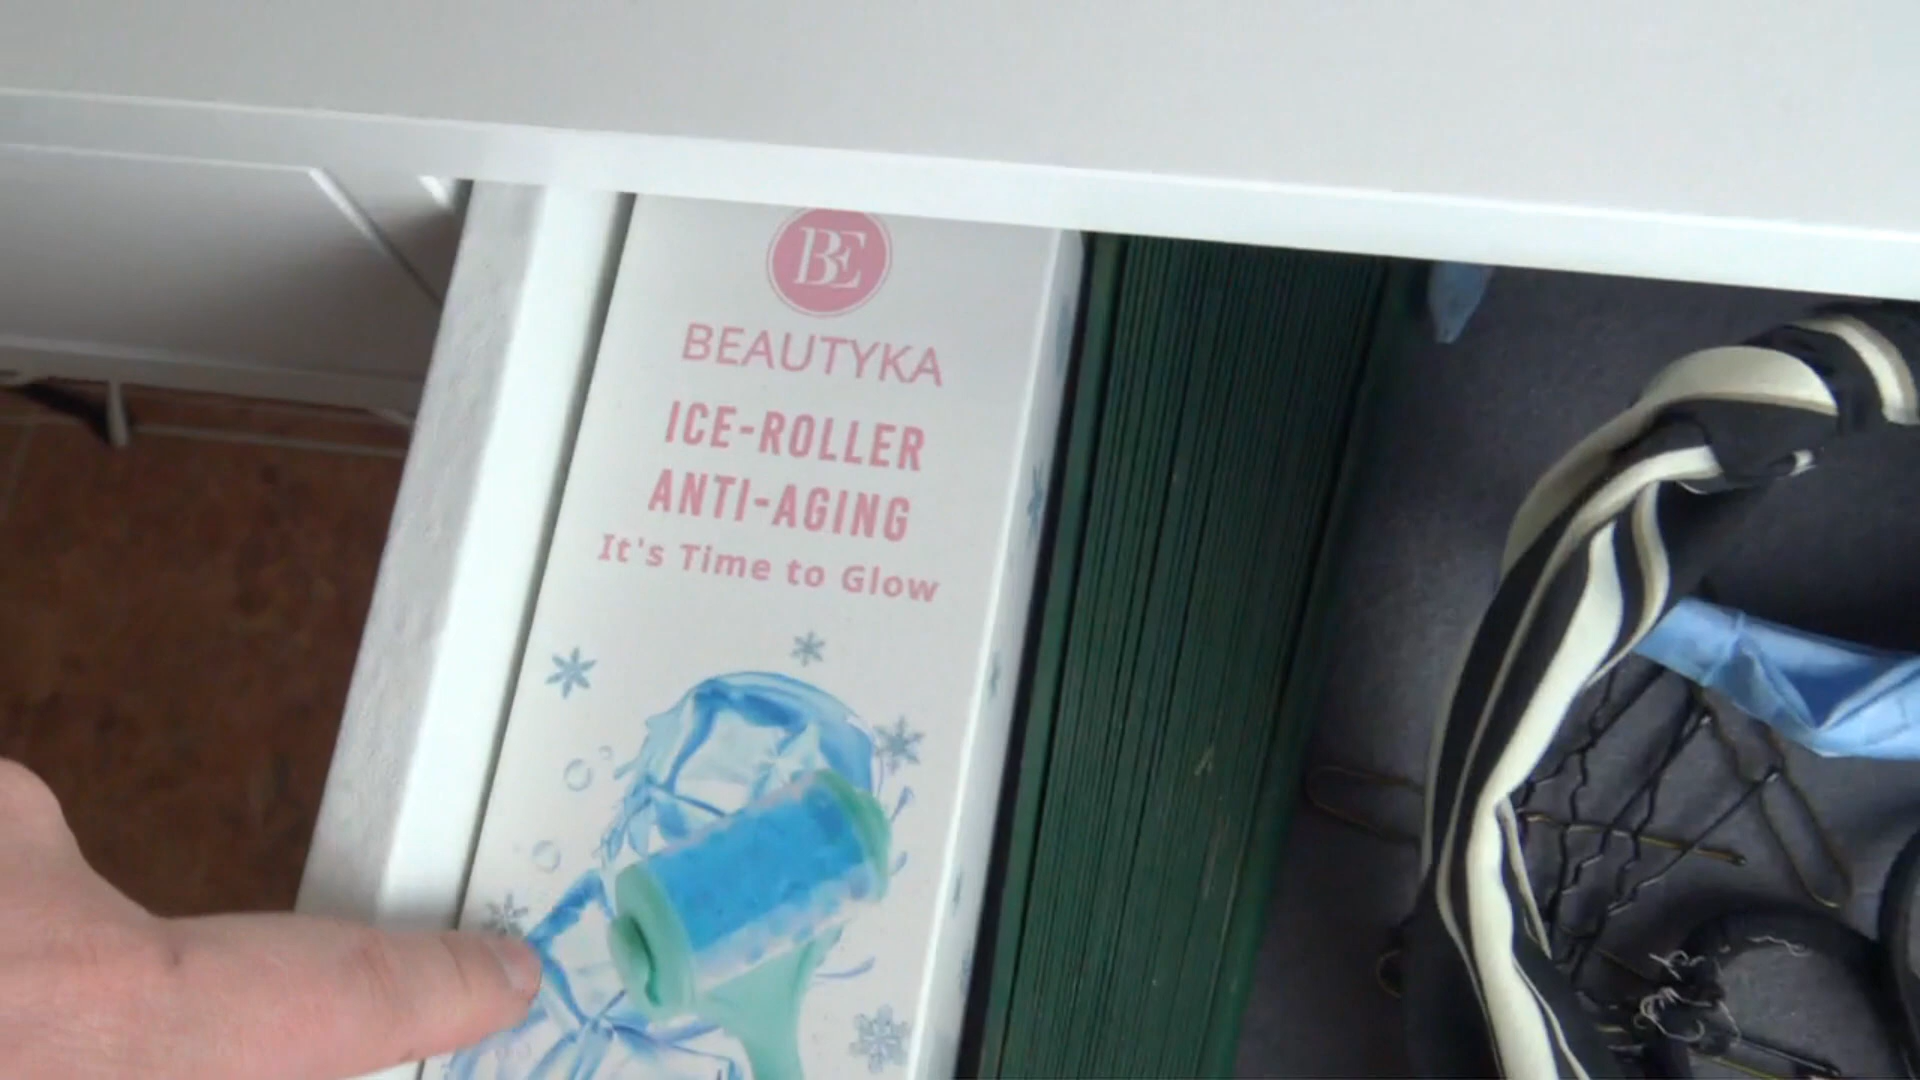 BE
BEAUTYKA
ICE-ROLLER
ANTI-AGING
It's Time to Glow